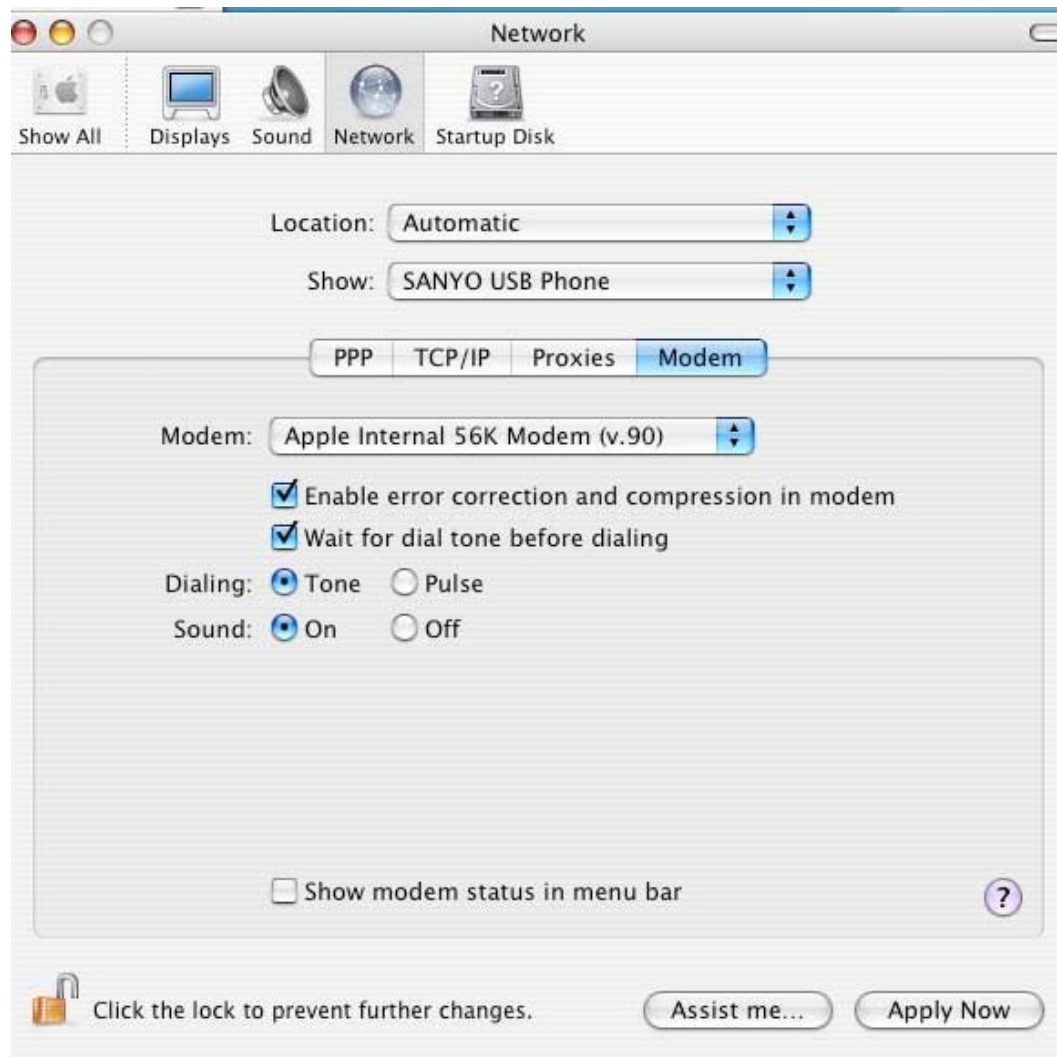 Network
Show All Displays Sound Network Startup Disk
Location: Automatic
Show: SANYO USB Phone
PPP TCP/IP Proxies Modem
Modem: Apple Internal 56K Modem (v.90)
Enable error correction and compression in modem
Wait for dial tone before dialing
Dialing: Tone Pulse
Sound: On Off
Show modem status in menu bar ?
Click the lock to prevent further changes. Assist me... Apply Now